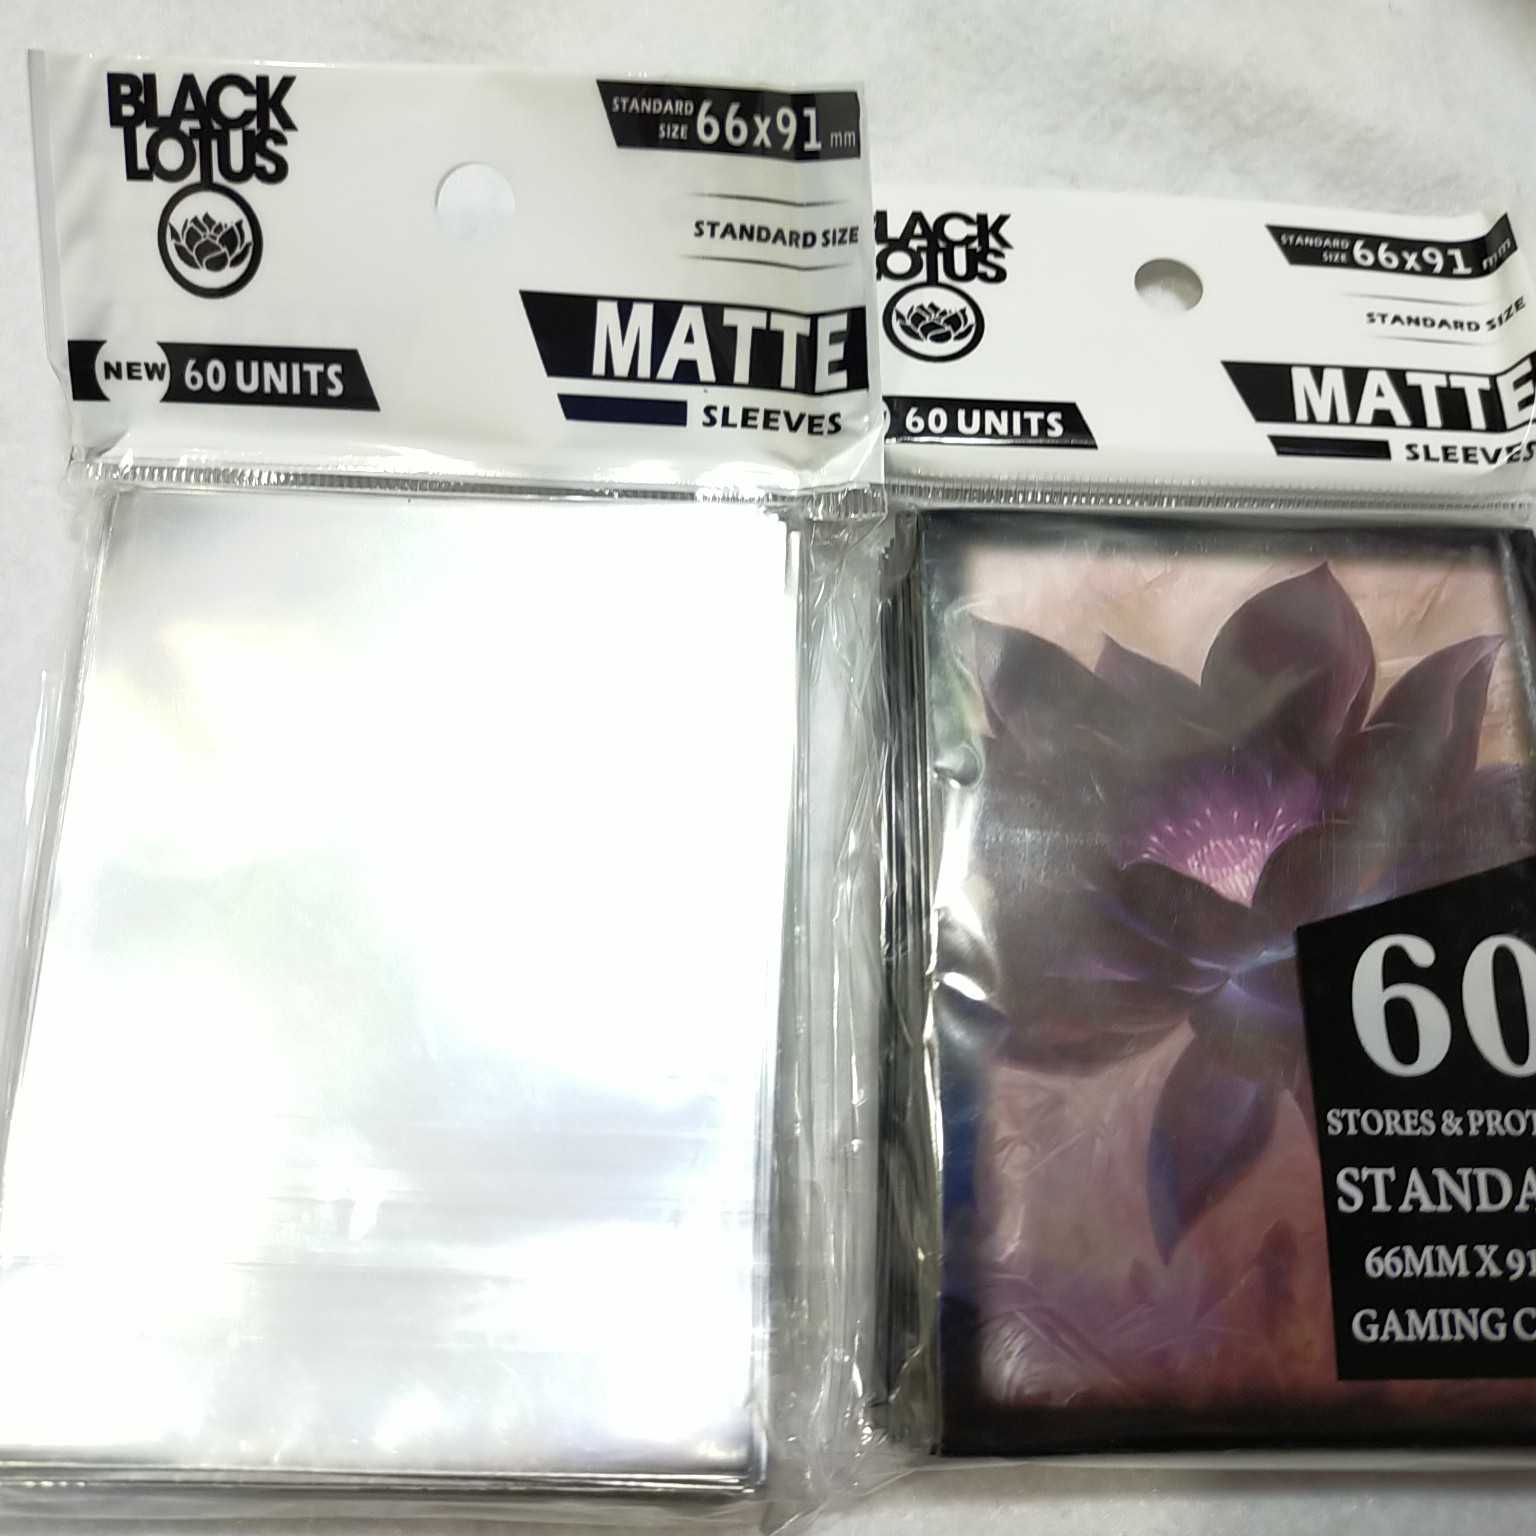 BLACK
LOTUS
STANDARD
SIZE 66x91 mm
STANDARD SIZE
MATTE
SLEEVES
NEW 60 UNITS
LACK
LOTUS
STANDARD
SIZE 66x91 mm
STANDARD SIZE
MATTE
SLEEVES
60 UNITS
60
STORES & PROT
STANDA
66MM X 91
GAMING C